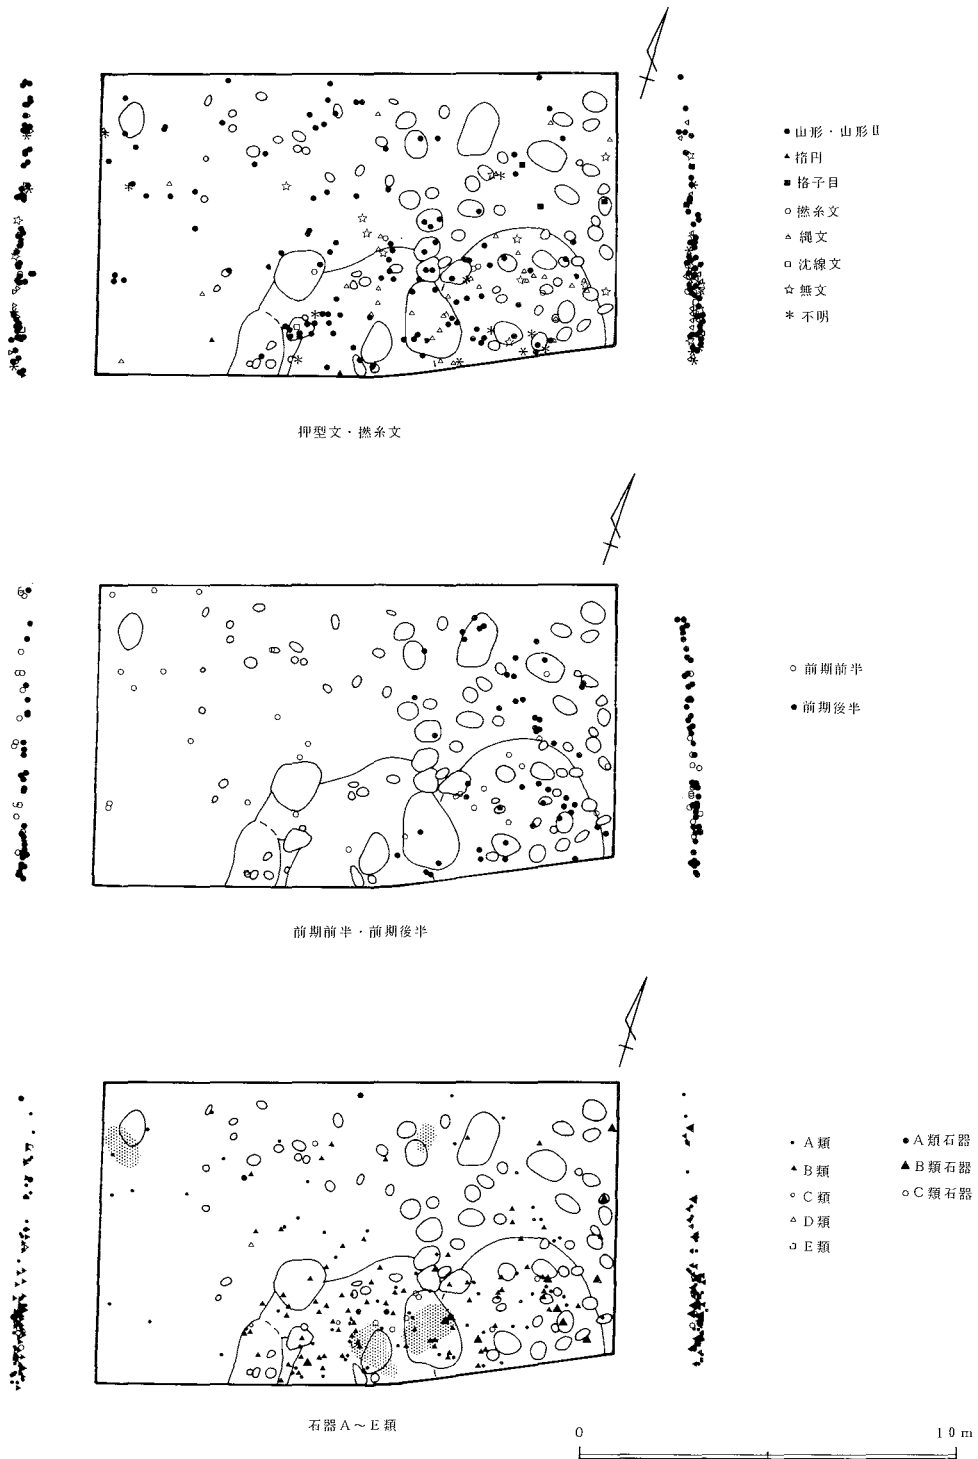 山形・山形Ⅱ
楕円
格子目
撚糸文
縄文
沈線文
無文
不明
押型文・撚糸文
前期前半
前期後半
前期前半・前期後半
A類
B類
C類
D類
E類
A類石器
B類石器
C類石器
石器A～E類
0 10m